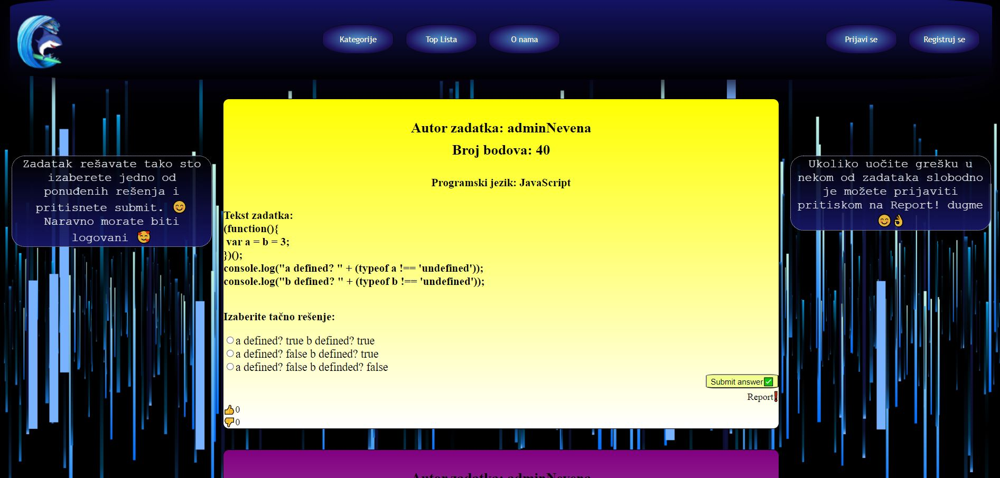 Kategorije
Top Lista
O nama
Prijavi se
Registruj se
Zadatak rešavate tako sto
izaberete jedno od
ponuđenih rešenja i
pritisnete submit. 😊
Naravno morate biti
logovani 🥰
Autor zadatka: adminNevena
Broj bodova: 40
Programski jezik: JavaScript
Tekst zadatka:
(function(){
var a = b = 3;
})();
console.log("a defined? " + (typeof a !== 'undefined'));
console.log("b defined? " + (typeof b !== 'undefined'));
Izaberite tačno rešenje:
a defined? true b defined? true
a defined? false b defined? true
a defined? false b definded? false
Submit answer✅
Report❗
👍0
👎0
Ukoliko uočite grešku u
nekom od zadataka slobodno
je možete prijaviti
pritiskom na Report! dugme
😊👌
Autor zadatka: adminNevena